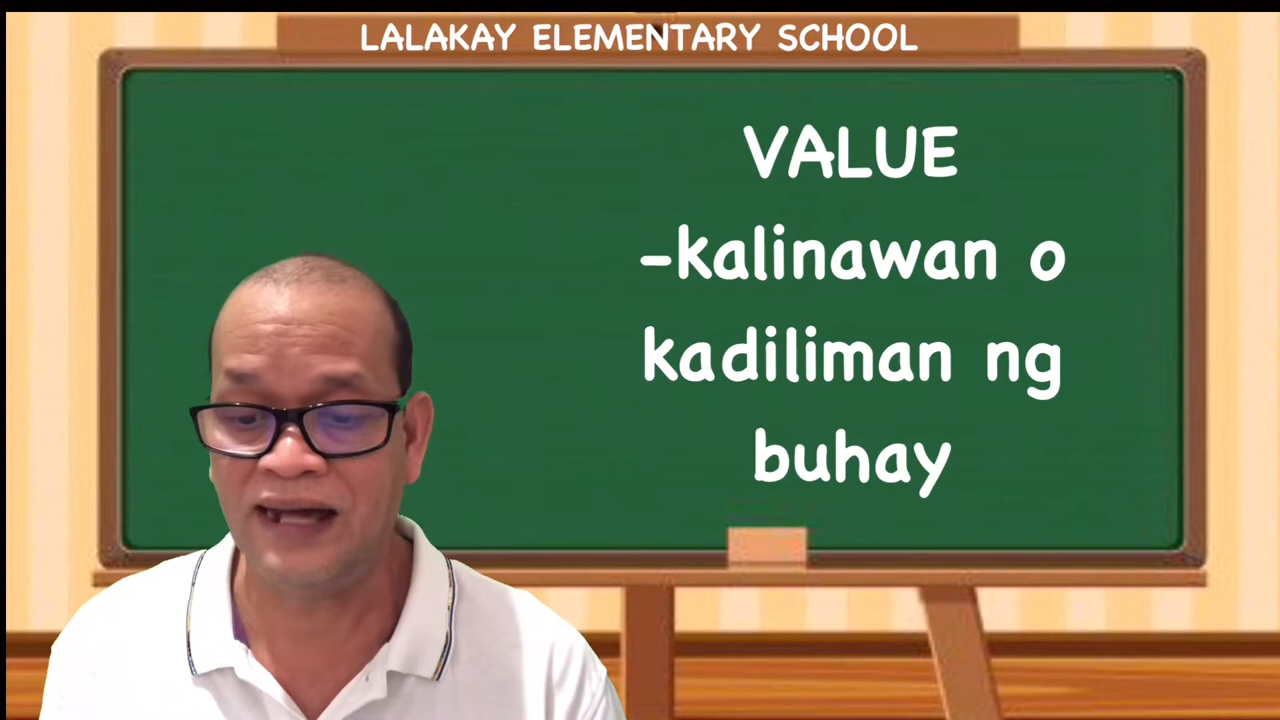 LALAKAY ELEMENTARY SCHOOL
VALUE
-kalinawan o
kadiliman ng
buhay